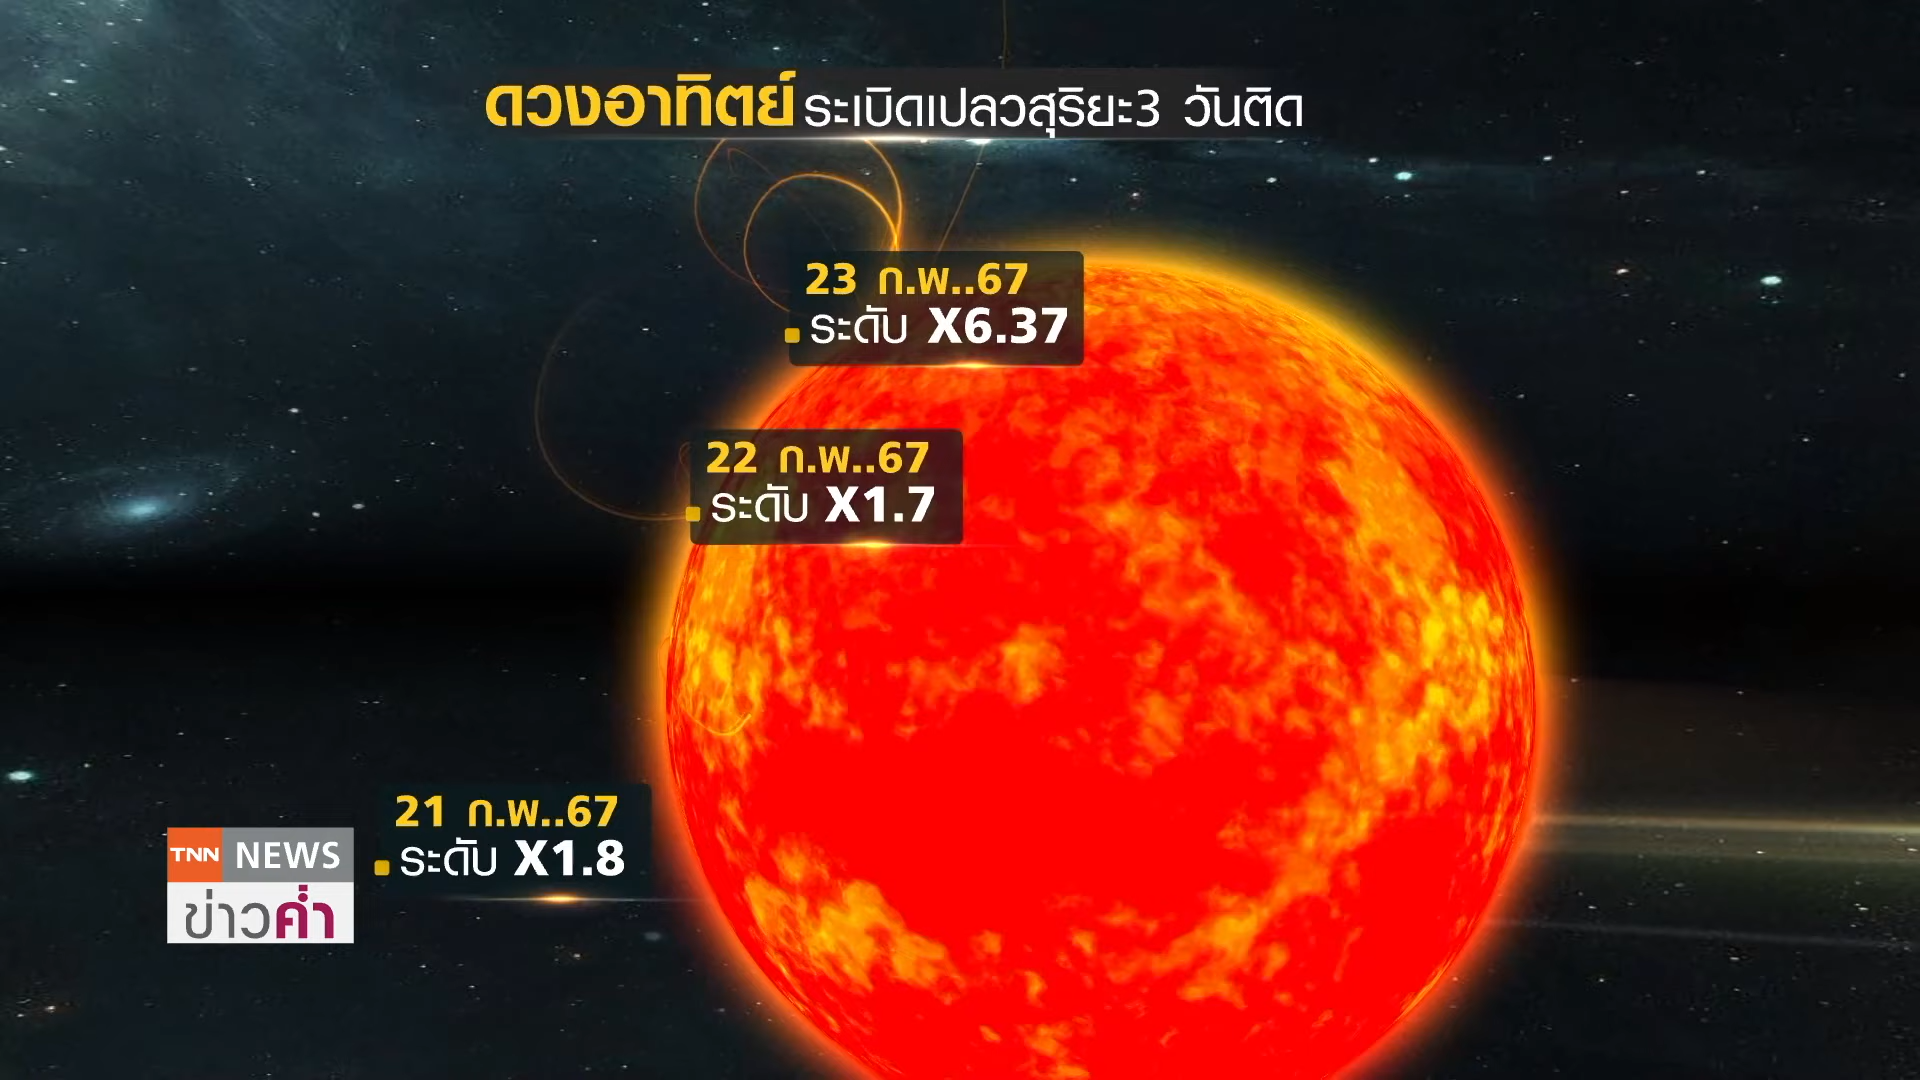 ดวงอาทิตย์ ระเบิดเปลวสุริยะ3 วันติด
23 ก.พ..67
ระดับ X6.37
22 ก.พ..67
ระดับ X1.7
21 ก.พ..67
ระดับ X1.8
TNN NEWS
ข่าวค่ำ